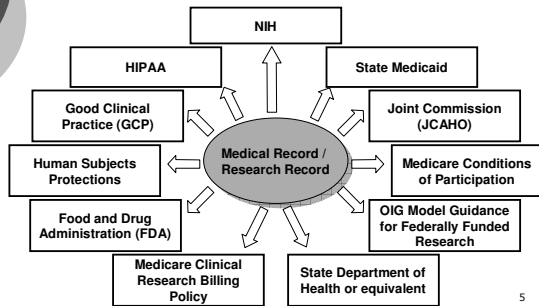 NIH
HIPAA
State Medicaid
Good Clinical
Practice (GCP)
Joint Commission
(JCAHO)
Medical Record /
Research Record
Human Subjects
Protections
Medicare Conditions
of Participation
Food and Drug
Administration (FDA)
OIG Model Guidance
for Federally Funded
Research
Medicare Clinical
Research Billing
Policy
State Department of
Health or equivalent
5